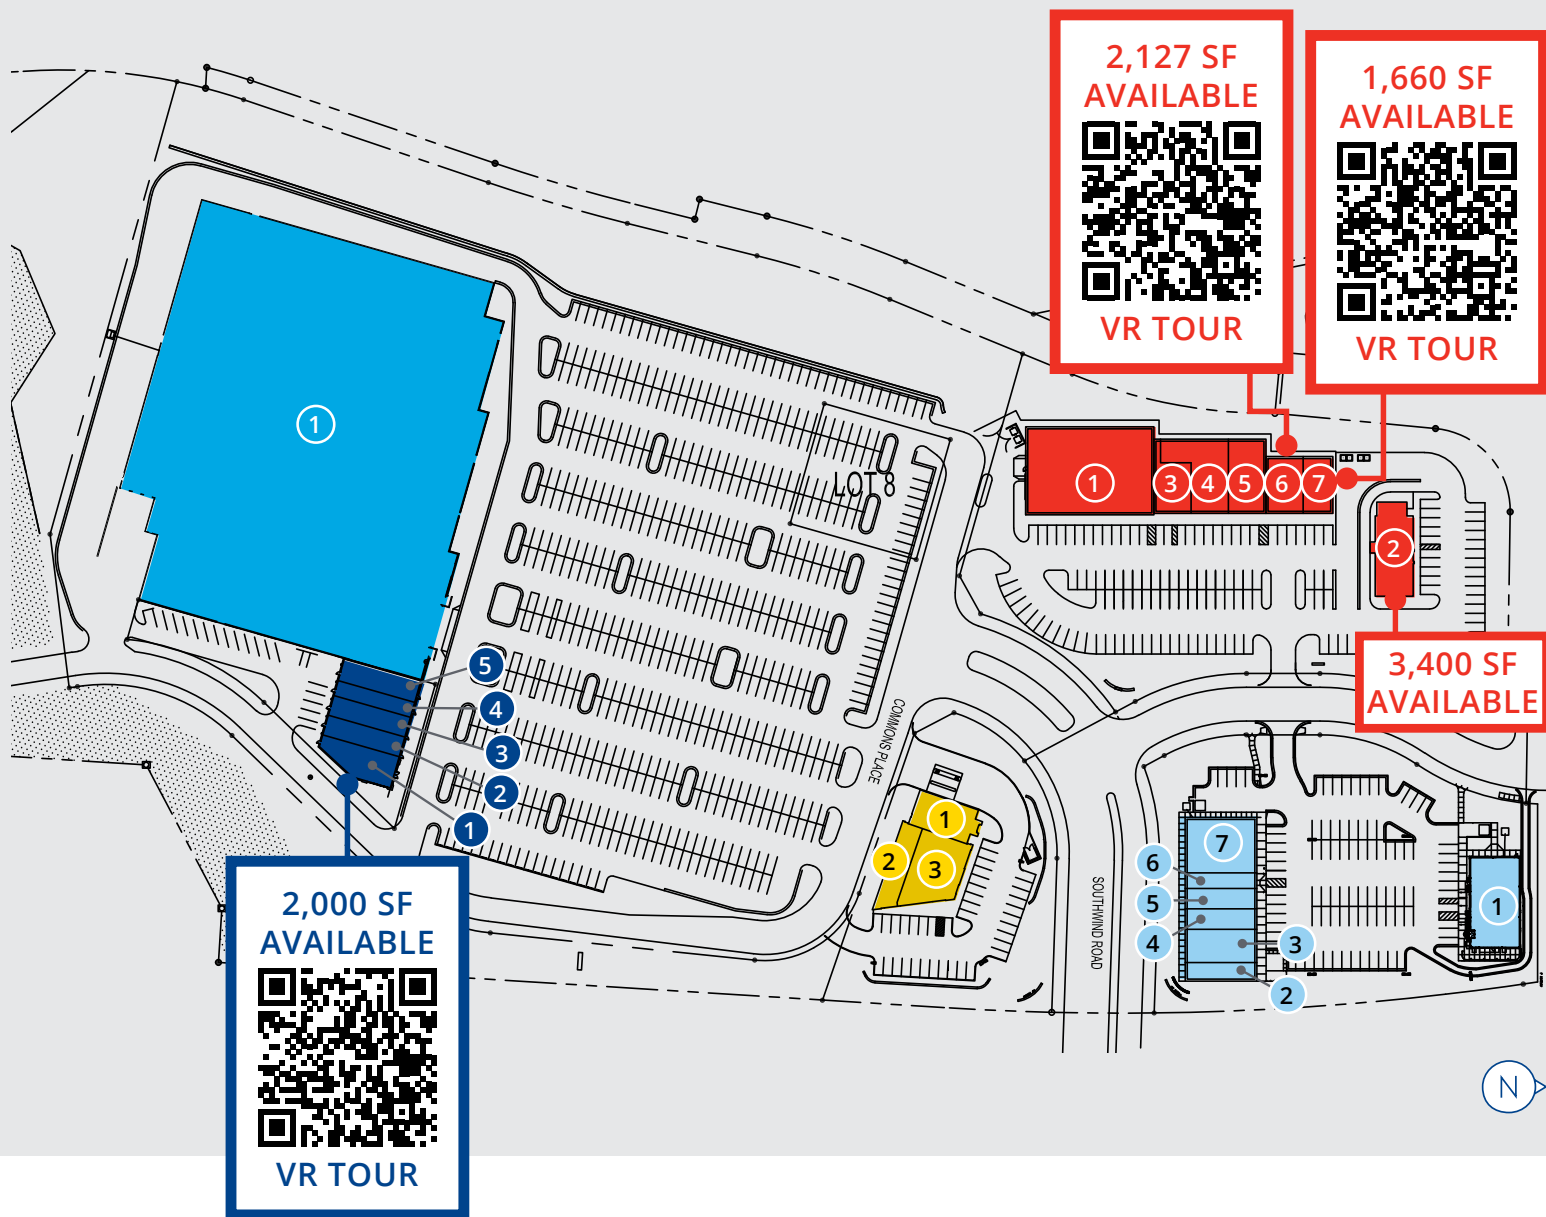 2,127 SF
AVAILABLE
VR TOUR
1,660 SF
AVAILABLE
VR TOUR
1
LOT 8
1
3
4
5
6
7
2
3,400 SF
AVAILABLE
5
4
3
2
1
COMMONS PLACE
1
2
3
SOUTHWIND ROAD
7
6
5
4
3
2
1
2,000 SF
AVAILABLE
VR TOUR
N